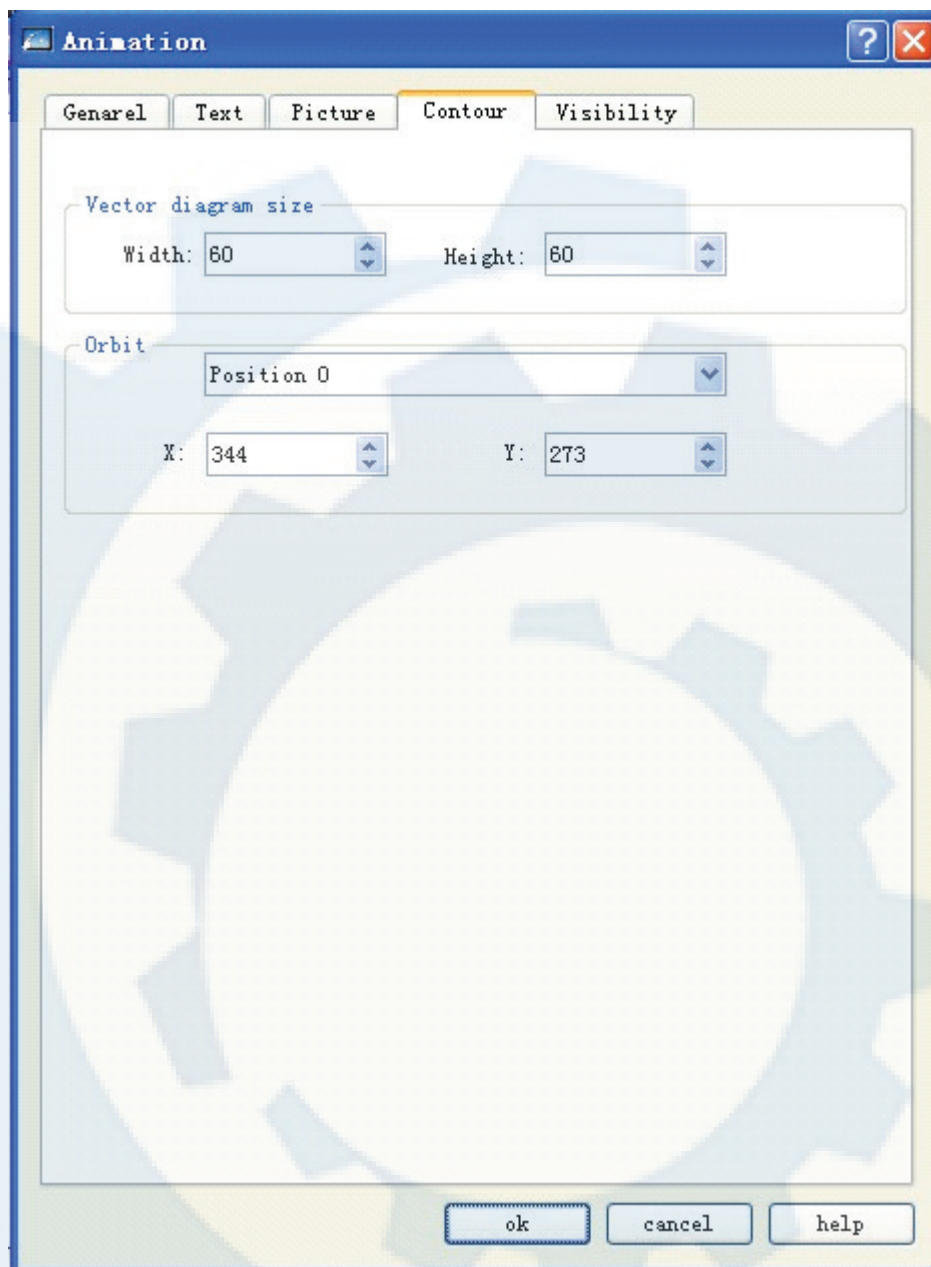 Animation
Genarel Text Picture Contour Visibility
Vector diagram size
Width: 60 Height: 60
Orbit
Position 0
X: 344 Y: 273
ok cancel help